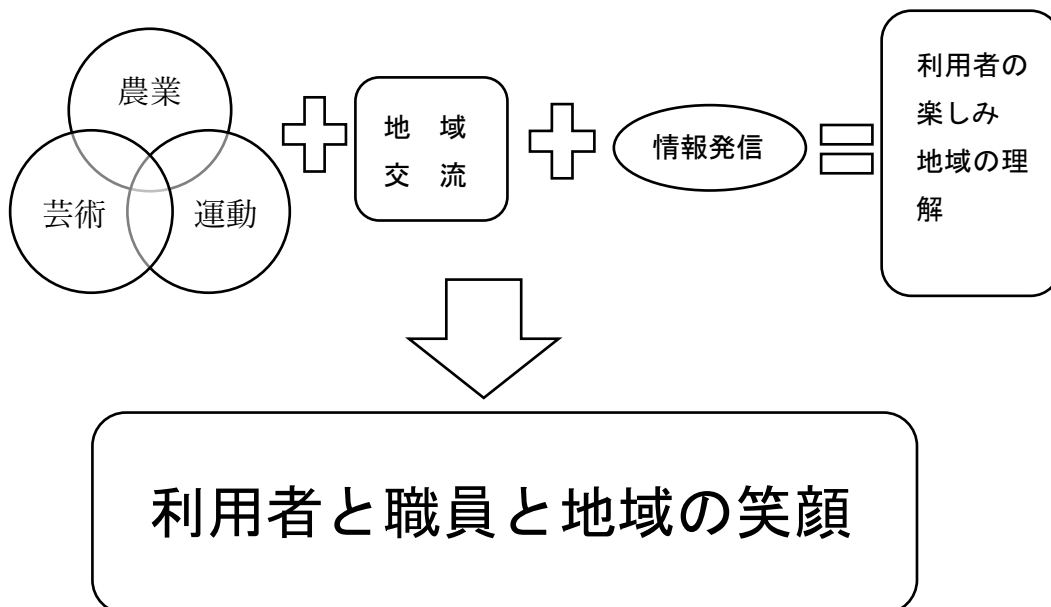 農業
芸術
運動
地　域
交　流
情報発信
利用者の
楽しみ
地域の理
解
利用者と職員と地域の笑顔